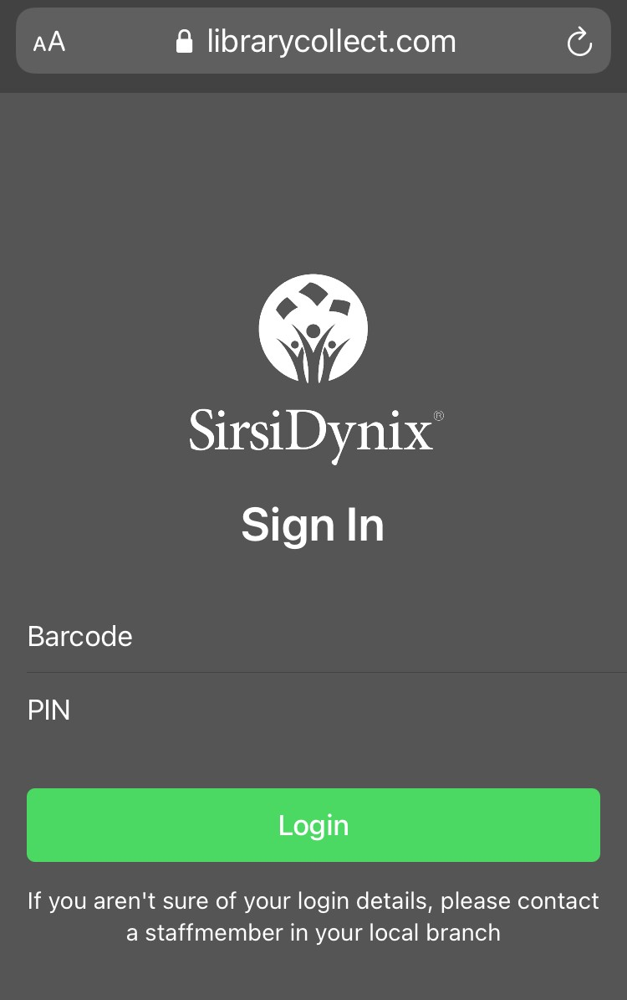 AA librarycollect.com
SirsiDynix®
Sign In
Barcode
PIN
Login
If you aren't sure of your login details, please contact
a staffmember in your local branch